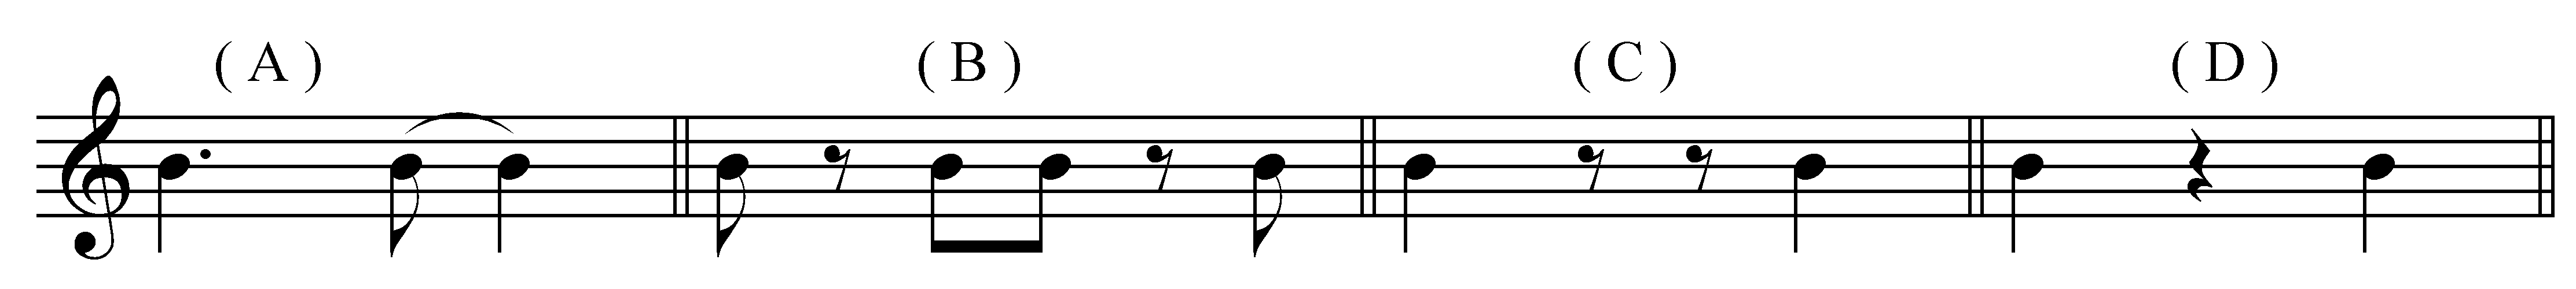 ( A ) ( B ) ( C ) ( D )